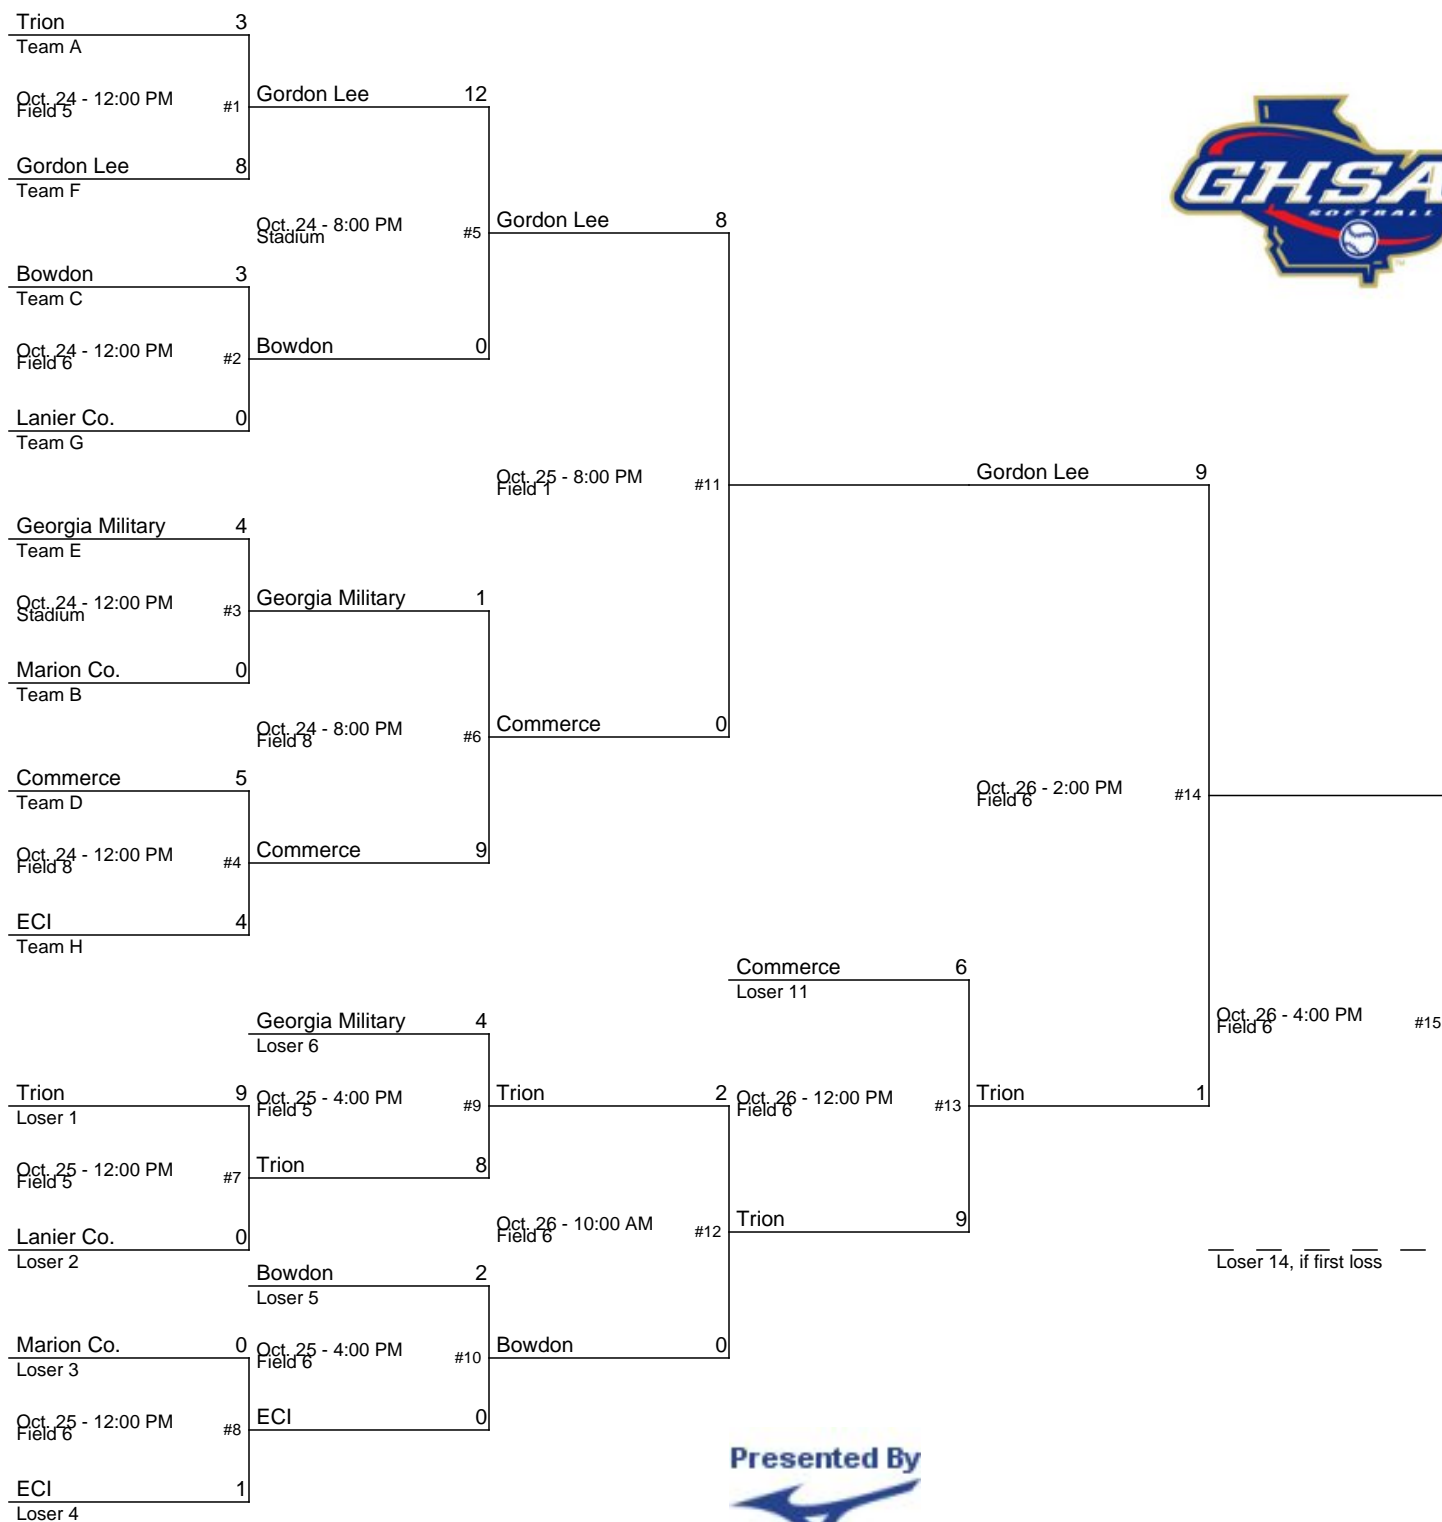 Trion 3
Team A
Oct. 24 - 12:00 PM
Field 5
#1
Gordon Lee 12
Gordon Lee 8
Team F
Oct. 24 - 8:00 PM
Stadium
#5
Gordon Lee 8
Bowdon 3
Team C
Oct. 24 - 12:00 PM
Field 6
#2
Bowdon 0
Lanier Co. 0
Team G
GHSA
SOFTBALL
TM
Oct. 25 - 8:00 PM
Field 1
#11
Gordon Lee 9
Georgia Military 4
Team E
Oct. 24 - 12:00 PM
Stadium
#3
Georgia Military 1
Marion Co. 0
Team B
Oct. 24 - 8:00 PM
Field 8
#6
Commerce 0
Commerce 5
Team D
Oct. 24 - 12:00 PM
Field 8
#4
Commerce 9
ECI 4
Team H
Oct. 26 - 2:00 PM
Field 6
#14
Commerce 6
Loser 11
Georgia Military 4
Loser 6
Oct. 26 - 4:00 PM
Field 6
#15
Trion 9
Loser 1
Oct. 25 - 4:00 PM
Field 5
#9
Trion 2
Oct. 26 - 12:00 PM
Field 6
#13
Trion 1
Oct. 25 - 12:00 PM
Field 5
#7
Trion 8
Lanier Co. 0
Loser 2
Oct. 26 - 10:00 AM
Field 6
#12
Trion 9
Loser 14, if first loss
Bowdon 2
Loser 5
Marion Co. 0
Loser 3
Oct. 25 - 4:00 PM
Field 6
#10
Bowdon 0
Oct. 25 - 12:00 PM
Field 6
#8
ECI 0
ECI 1
Loser 4
Presented By